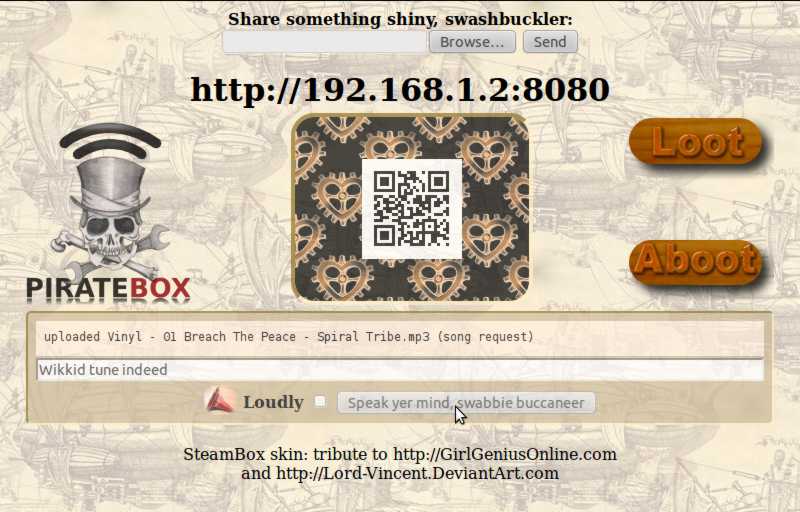 Share something shiny, swashbuckler:
Browse... Send
http://192.168.1.2:8080
Loot
Aboot
PIRATEBOX
uploaded Vinyl - 01 Breach The Peace - Spiral Tribe.mp3 (song request)
Wikkid tune indeed
Loudly Speak yer mind, swabbie buccaneer
SteamBox skin: tribute to http://GirlGeniusOnline.com
and http://Lord-Vincent.DeviantArt.com